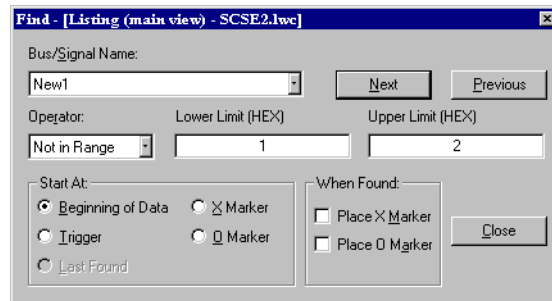 Find - [Listing (main view) - SCSE2.lwc]
Bus/Signal Name:
New1
Next
Previous
Operator:
Lower Limit (HEX)
Upper Limit (HEX)
Not in Range
1
2
Start At:
Beginning of Data
X Marker
Trigger
O Marker
Last Found
When Found:
Place X Marker
Place O Marker
Close